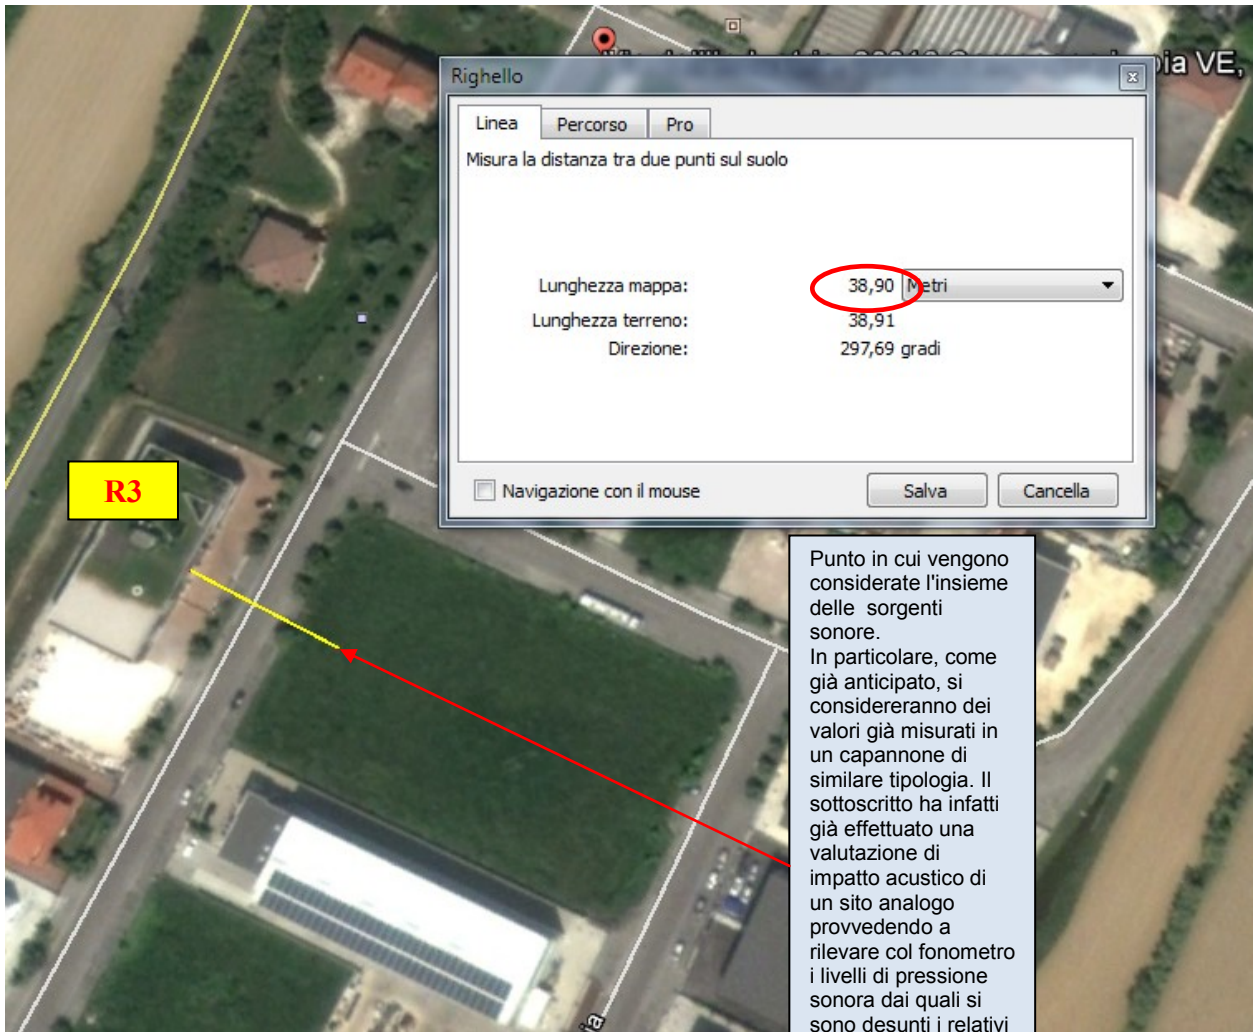 ia VE,
Righello
Linea Percorso Pro
Misura la distanza tra due punti sul suolo
Lunghezza mappa: 38,90 Metri
Lunghezza terreno: 38,91
Direzione: 297,69 gradi
Navigazione con il mouse Salva Cancella
R3
Punto in cui vengono
considerate l'insieme
delle sorgenti
sonore.
In particolare, come
già anticipato, si
considereranno dei
valori già misurati in
un capannone di
similare tipologia. Il
sottoscritto ha infatti
già effettuato una
valutazione di
impatto acustico di
un sito analogo
provvedendo a
rilevare col fonometro
i livelli di pressione
sonora dai quali si
sono desunti i relativi